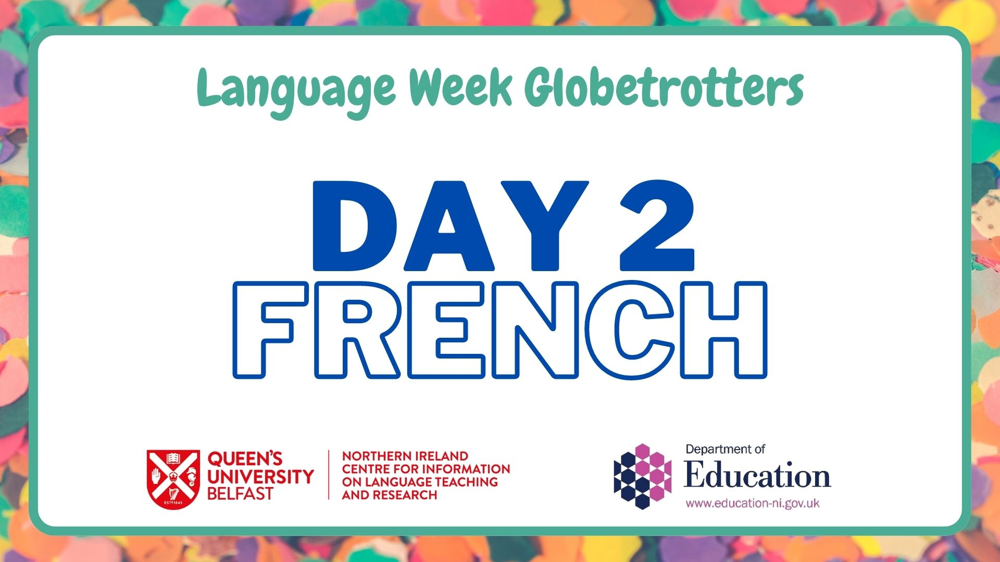 Language Week Globetrotters
DAY 2
FRENCH
QUEEN'S
UNIVERSITY
BELFAST
ESTD 1845
NORTHERN IRELAND
CENTRE FOR INFORMATION
ON LANGUAGE TEACHING
AND RESEARCH
Department of
Education
www.education-ni.gov.uk